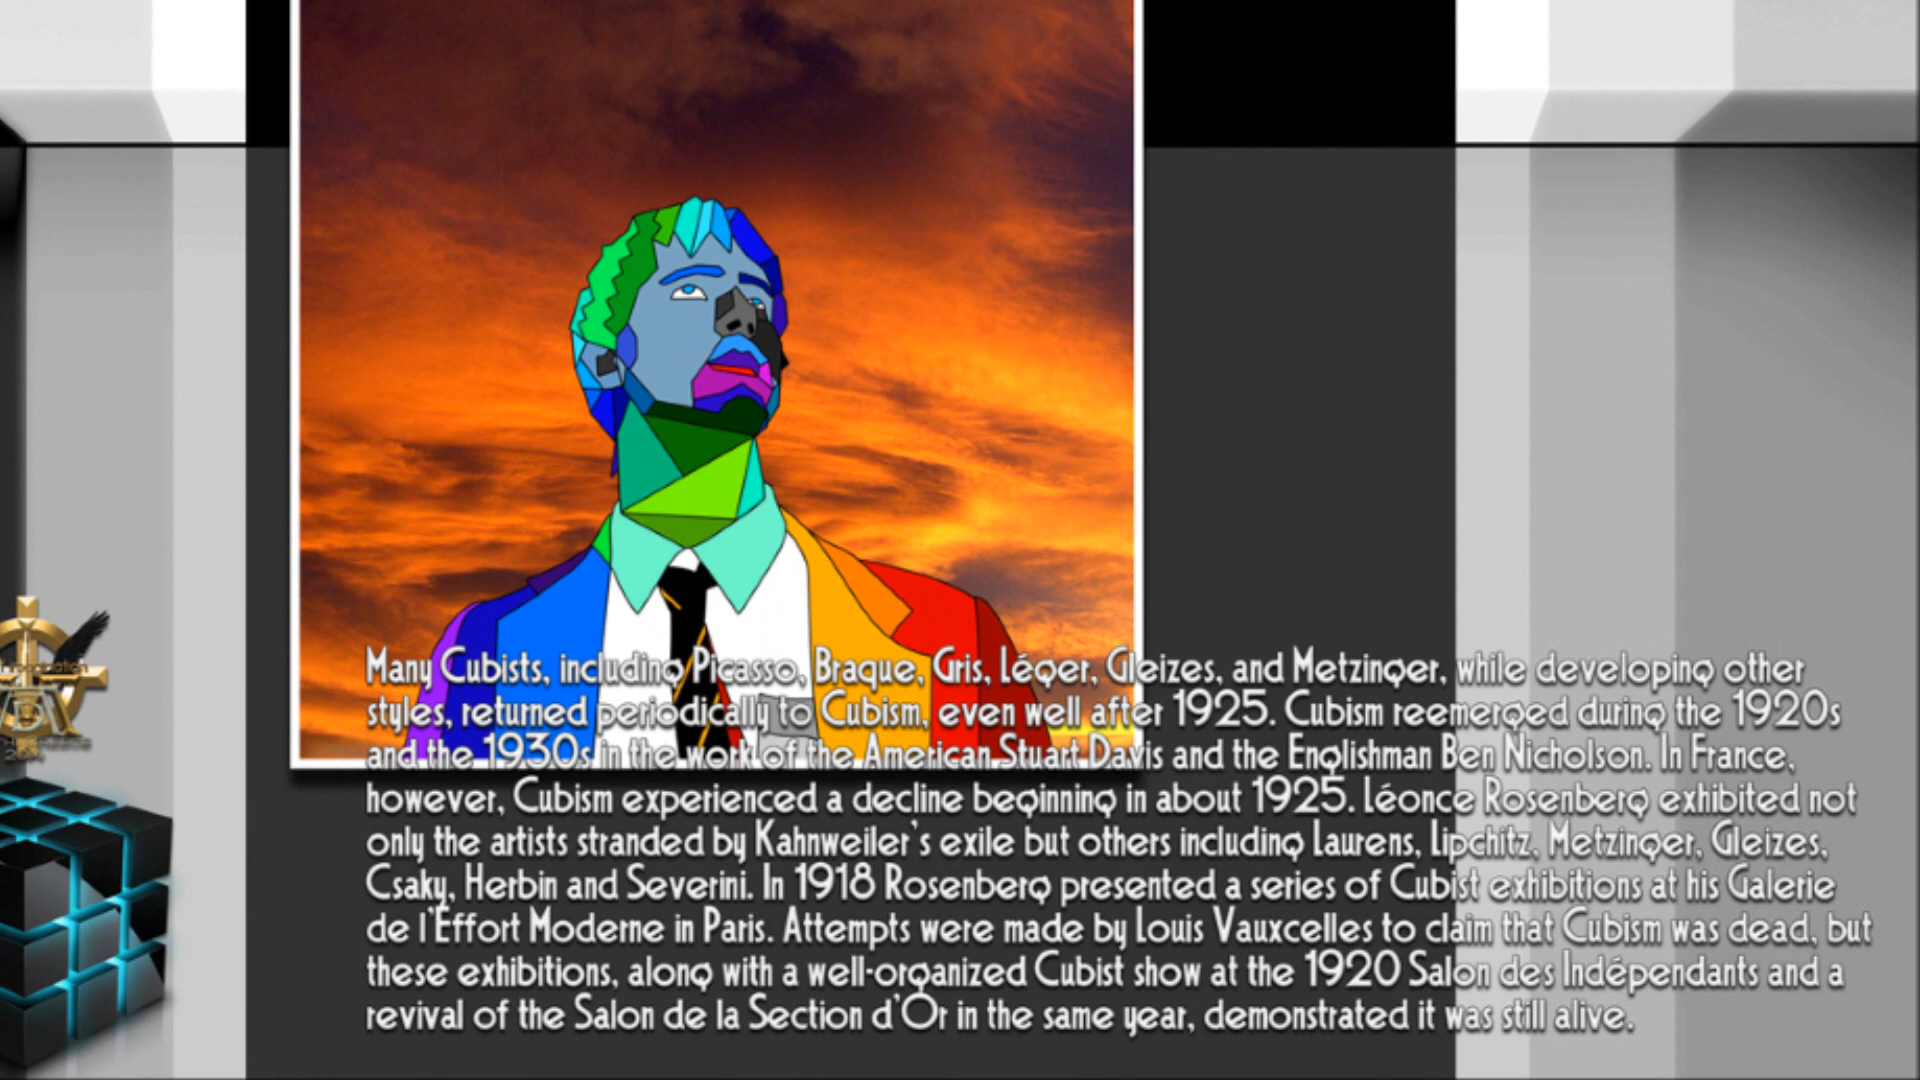 Many Cubists, including Picasso, Braque, Gris, Léger, Gleizes, and Metzinger, while developing other
styles, returned periodically to Cubism, even well after 1925. Cubism reemerged during the 1920s
and the 1930s in the work of the American Stuart Davis and the Englishman Ben Nicholson. In France,
however, Cubism experienced a decline beginning in about 1925. Léonce Rosenberg exhibited not
only the artists stranded by Kahnweiler's exile but others including Laurens, Lipchitz, Metzinger, Gleizes,
Csaky, Herbin and Severini. In 1918 Rosenberg presented a series of Cubist exhibitions at his Galerie
de l'Effort Moderne in Paris. Attempts were made by Louis Vauxcelles to claim that Cubism was dead, but
these exhibitions, along with a well-organized Cubist show at the 1920 Salon des Indépendants and a
revival of the Salon de la Section d'Or in the same year, demonstrated it was still alive.